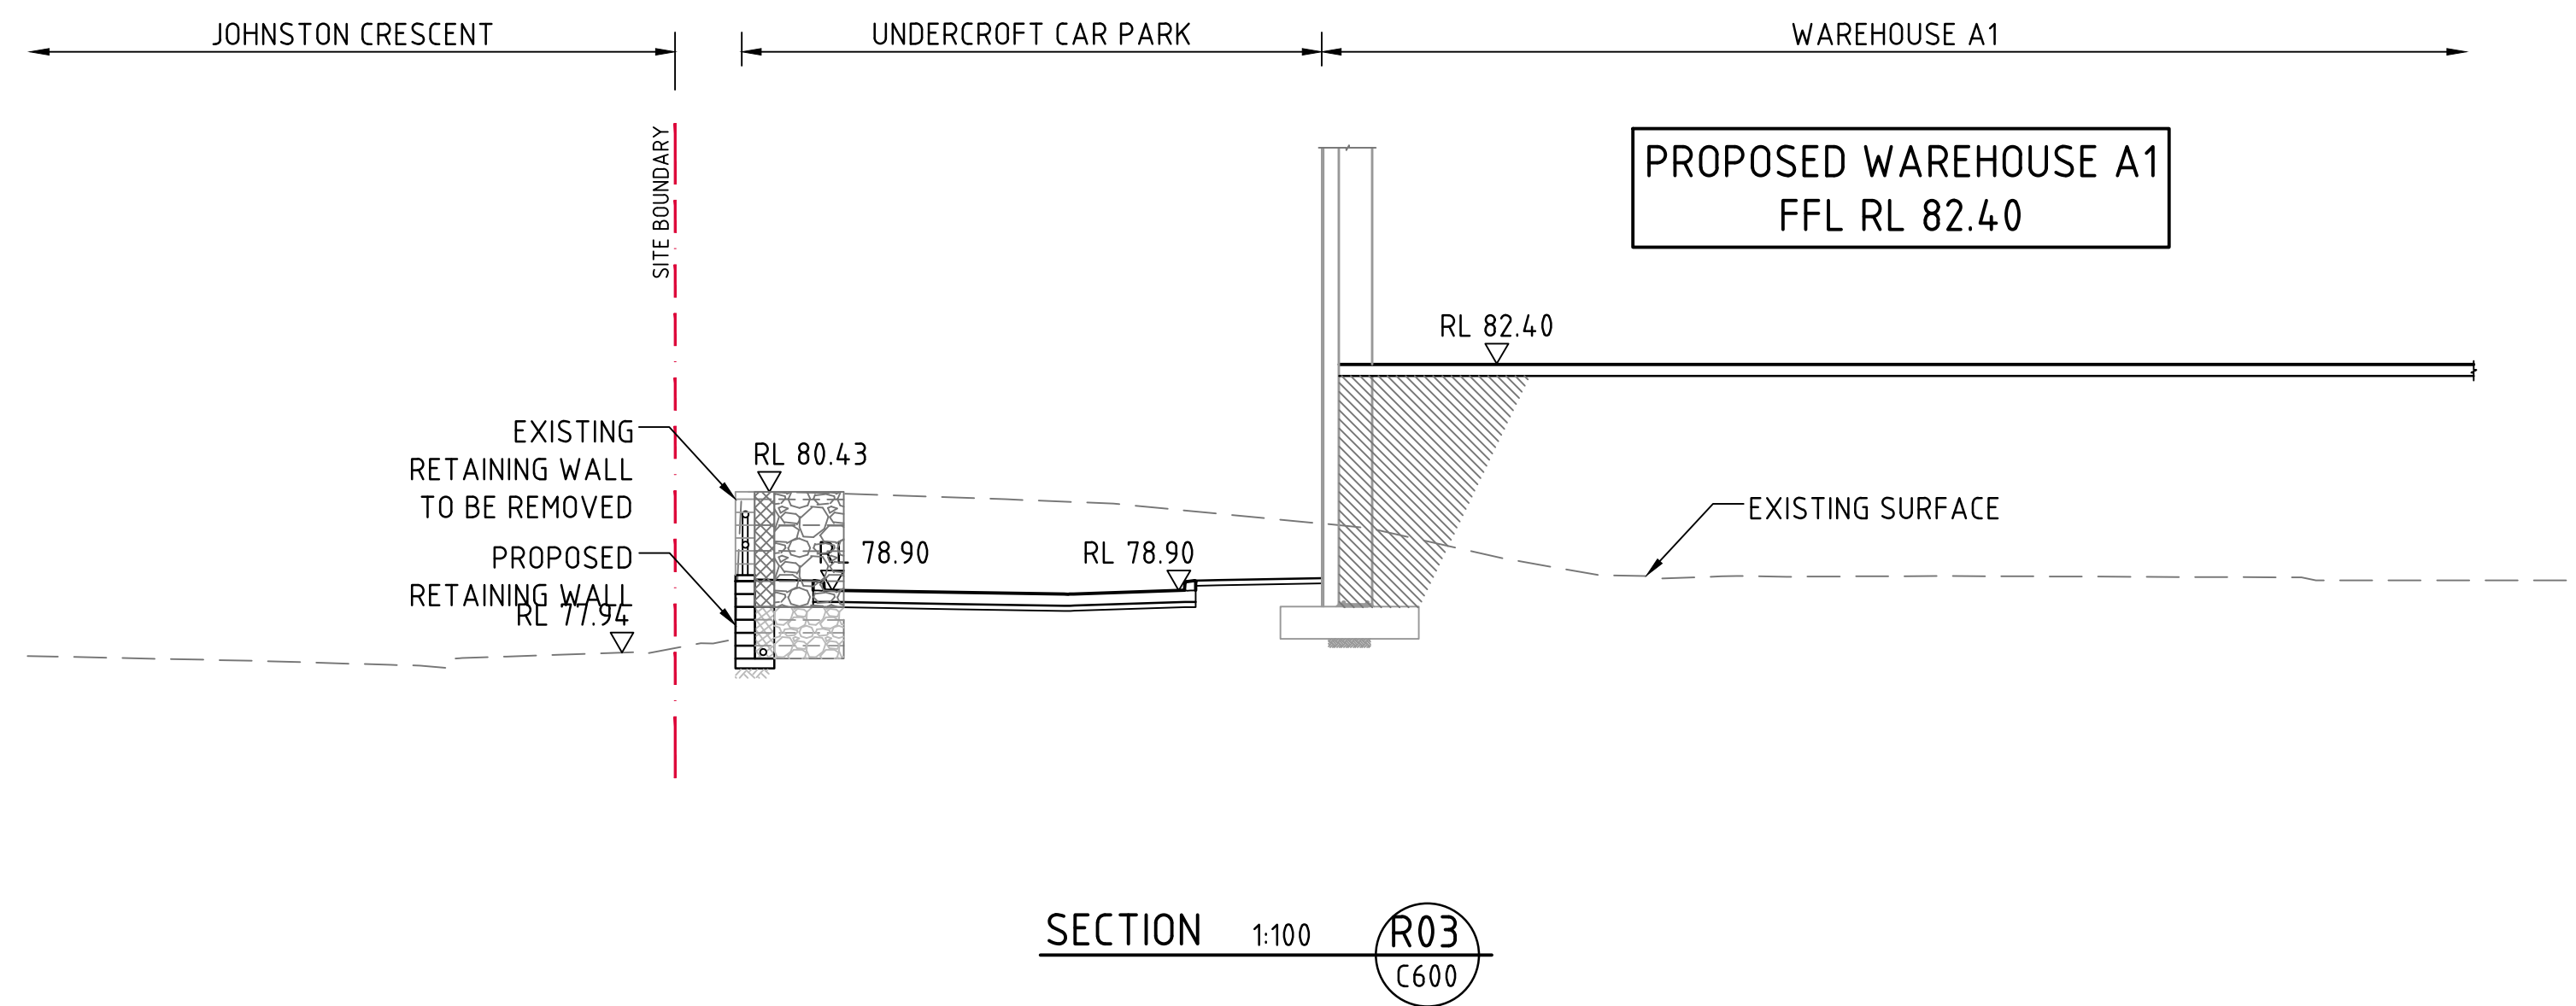 JOHNSTON CRESCENT
UNDERCROFT CAR PARK
WAREHOUSE A1
SITE BOUNDARY
PROPOSED WAREHOUSE A1
FFL RL 82.40
RL 82.40
EXISTING
RETAINING WALL
TO BE REMOVED
RL 80.43
EXISTING SURFACE
PROPOSED
RETAINING WALL
RL 78.90
RL 78.90
RL 77.94
SECTION 1:100
R03
C600